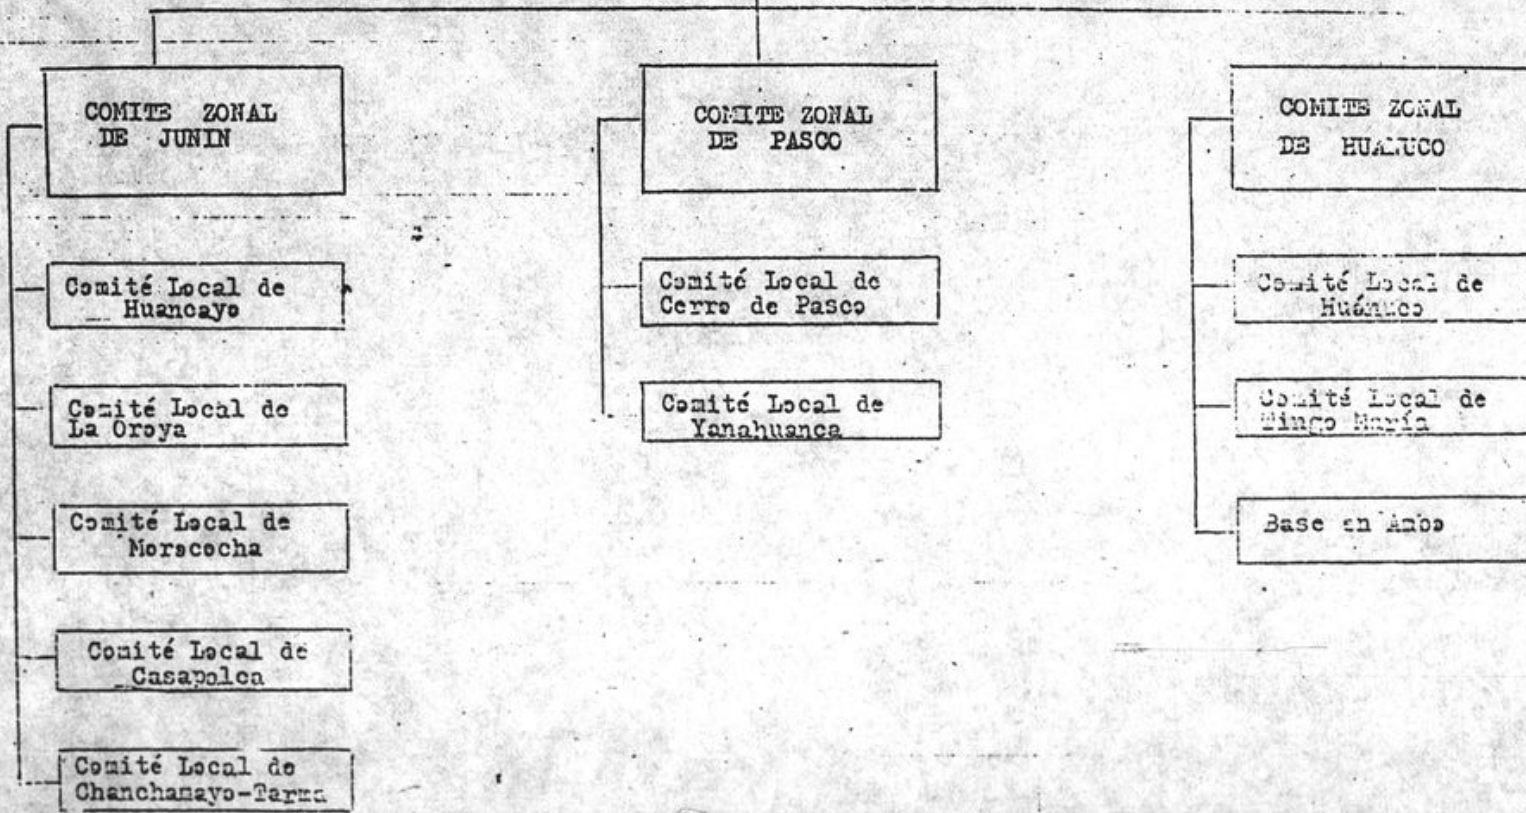 COMITE ZONAL
DE JUNIN
Comité Local de
Huancayo
Comité Local de
La Oroya
Comité Local de
Morococha
Comité Local de
Casapalca
Comité Local de
Chanchamayo-Tarma
COMITE ZONAL
DE PASCO
Comité Local de
Cerro de Pasco
Comité Local de
Yanahuanca
COMITE ZONAL
DE HUANUCO
Comité Local de
Huánuco
Comité Local de
Tingo María
Base en Ambo